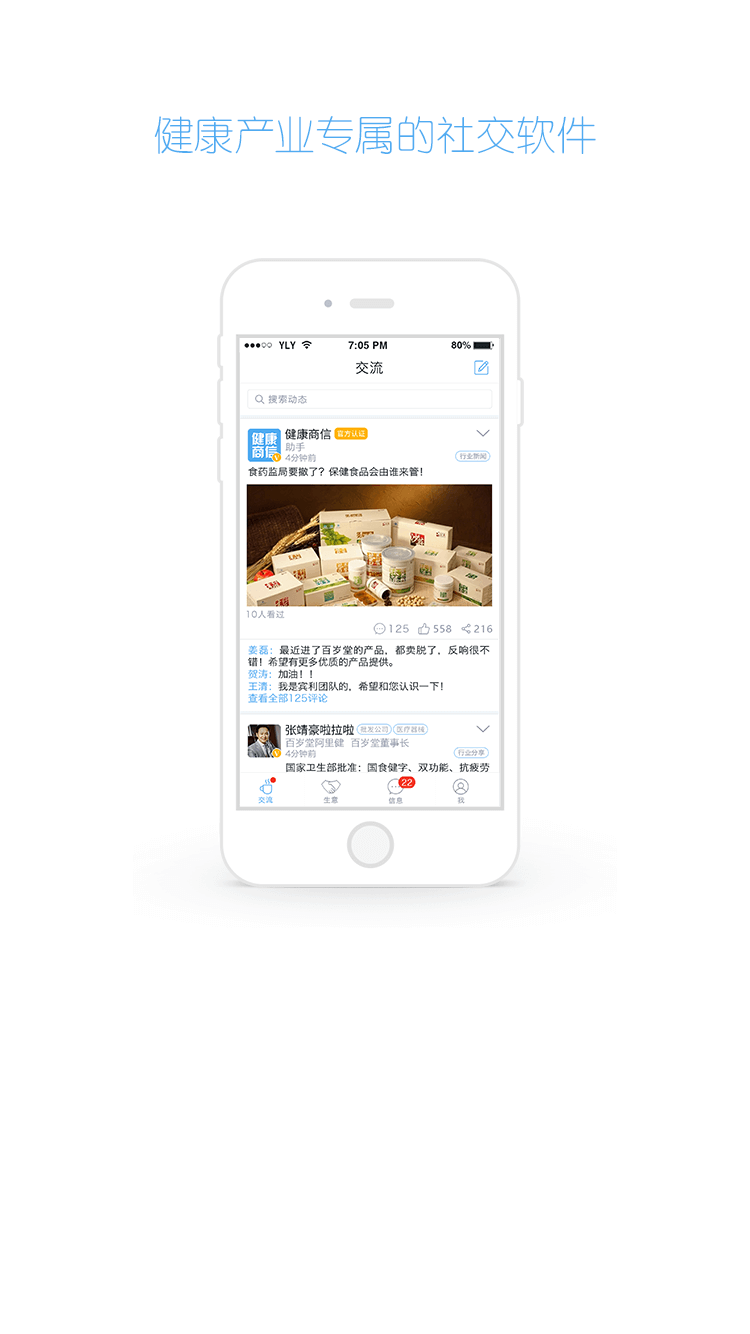 健康产业专属的社交软件
YLY 7:05 PM 80%
交流
搜索动态
健康商信
健康商信 官方认证
助手
4分钟前 行业新闻
食药监局要撤了？保健食品会由谁来管！
10人看过
125 558 216
姜磊：最近进了百岁堂的产品，都卖脱了，反响很不
错！希望有更多优质的产品提供。
贺涛：加油！！
王清：我是宾利团队的，希望和您认识一下！
查看全部125评论
张靖豪啦拉啦 批发公司 医疗器械
百岁堂阿里健 百岁堂董事长
4分钟前 行业分享
国家卫生部批准：国食健字、双功能、抗疲劳
22
交流 生意 信息 我